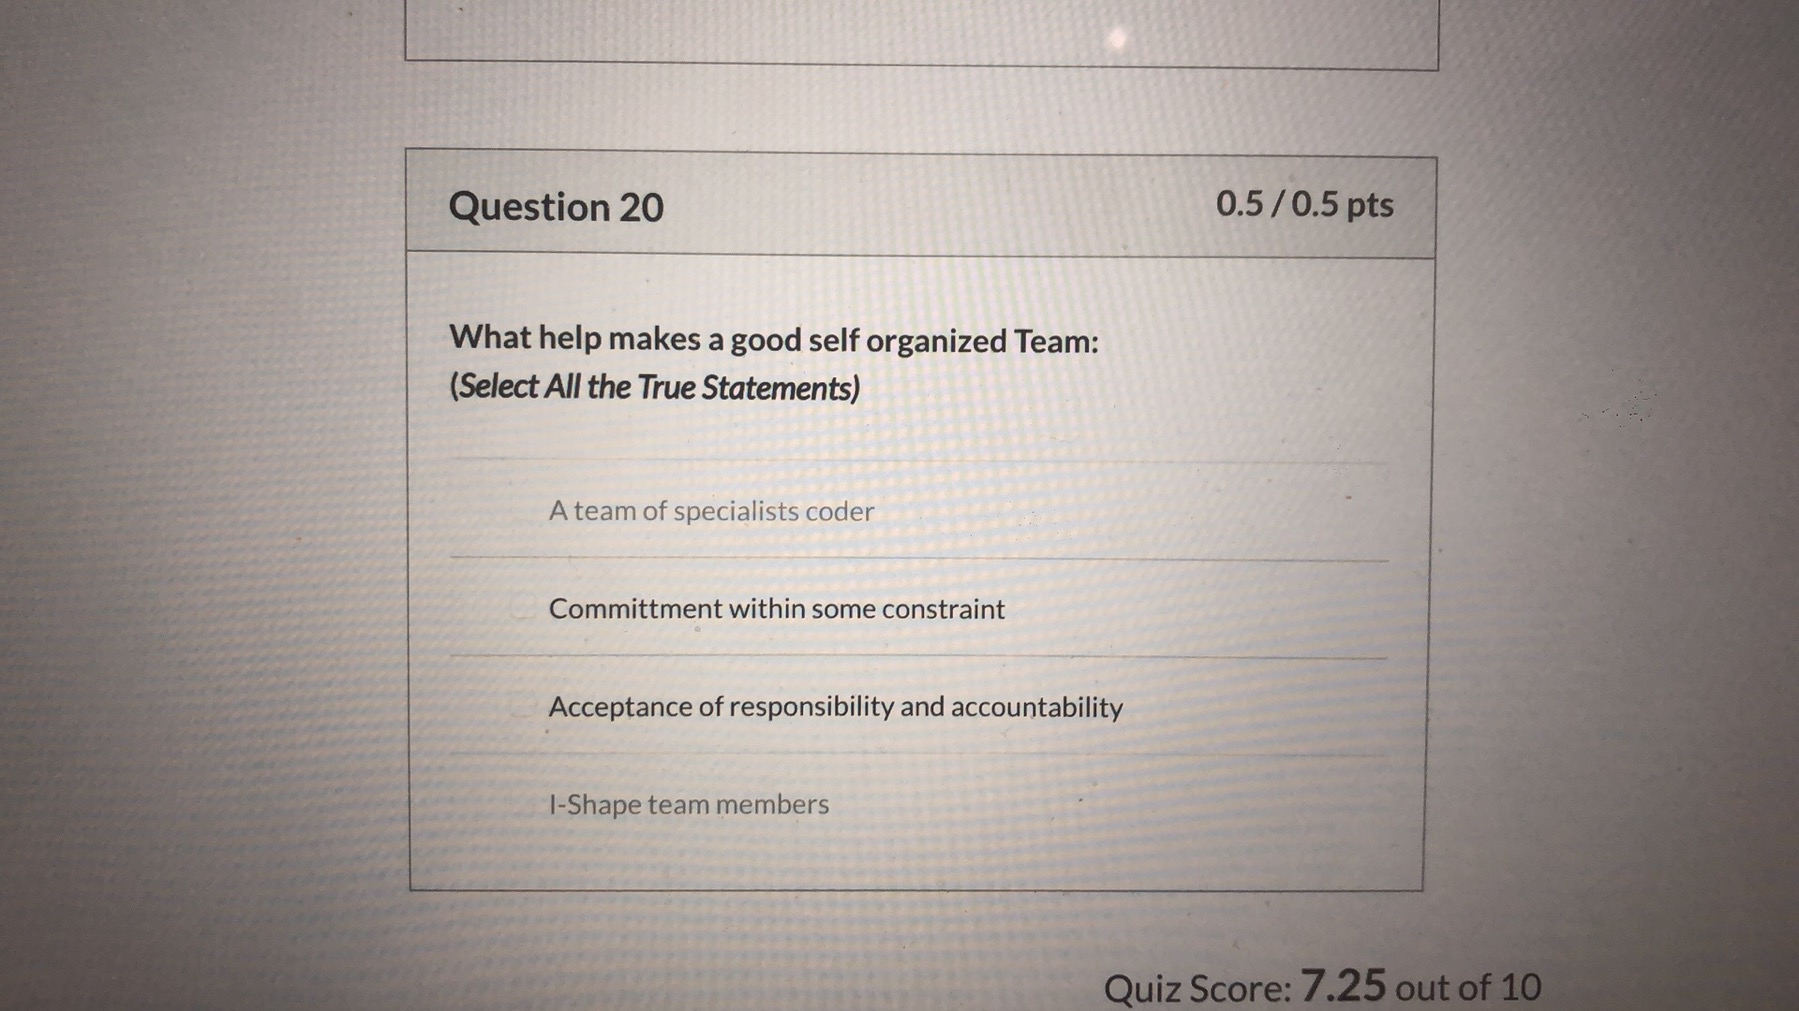 Question 20
0.5 / 0.5 pts
What help makes a good self organized Team:
(Select All the True Statements)
A team of specialists coder
Committment within some constraint
Acceptance of responsibility and accountability
I-Shape team members
Quiz Score: 7.25 out of 10